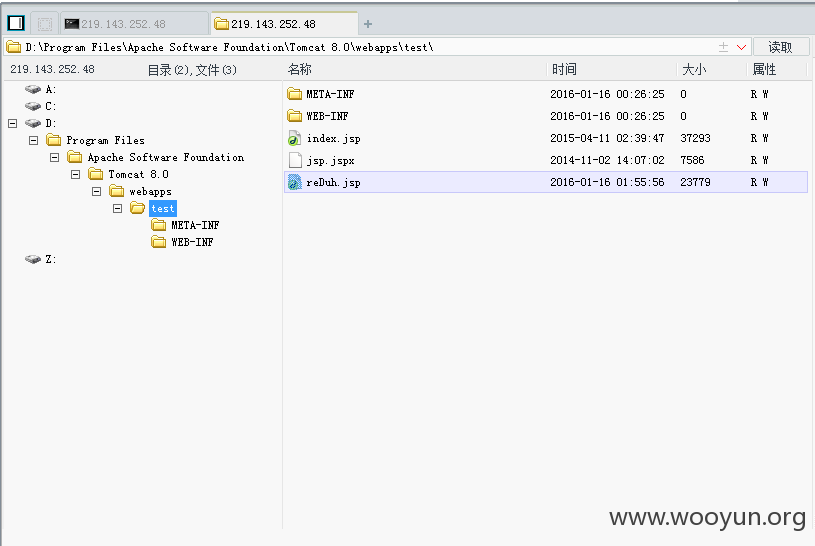 219.143.252.48 219.143.252.48
D:\Program Files\Apache Software Foundation\Tomcat 8.0\webapps\test\ 读取
219.143.252.48 目录(2),文件(3) 名称 时间 大小 属性
A:
C:
D:
Program Files
Apache Software Foundation
Tomcat 8.0
webapps
test
META-INF
WEB-INF
Z:
META-INF 2016-01-16 00:26:25 0 R W
WEB-INF 2016-01-16 00:26:25 0 R W
index.jsp 2015-04-11 02:39:47 37293 R W
jsp.jspx 2014-11-02 14:07:02 7586 R W
reDuh.jsp 2016-01-16 01:55:56 23779 R W
www.wooyun.org